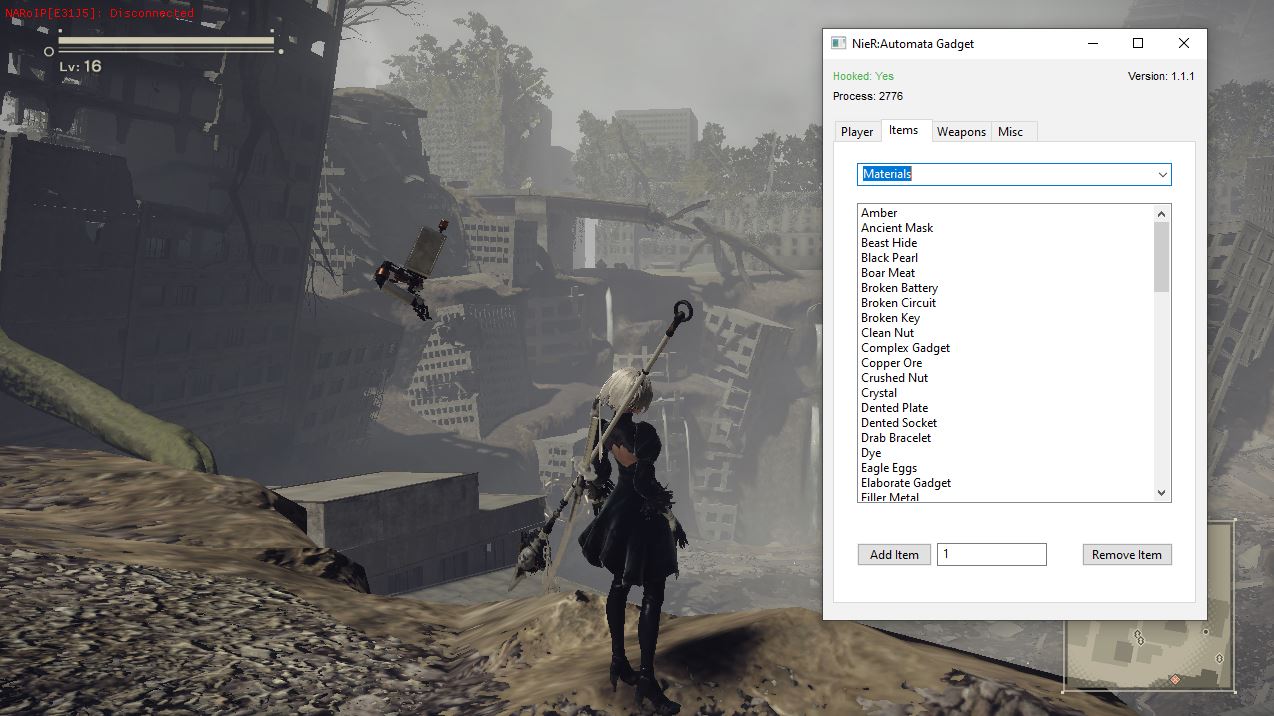 NARoIP[E31J5]: Disconnected
Lv: 16
NieR:Automata Gadget
Hooked: Yes
Version: 1.1.1
Process: 2776
Player
Items
Weapons
Misc
Materials
Amber
Ancient Mask
Beast Hide
Black Pearl
Boar Meat
Broken Battery
Broken Circuit
Broken Key
Clean Nut
Complex Gadget
Copper Ore
Crushed Nut
Crystal
Dented Plate
Dented Socket
Drab Bracelet
Dye
Eagle Eggs
Elaborate Gadget
Filler Metal
Add Item
1
Remove Item